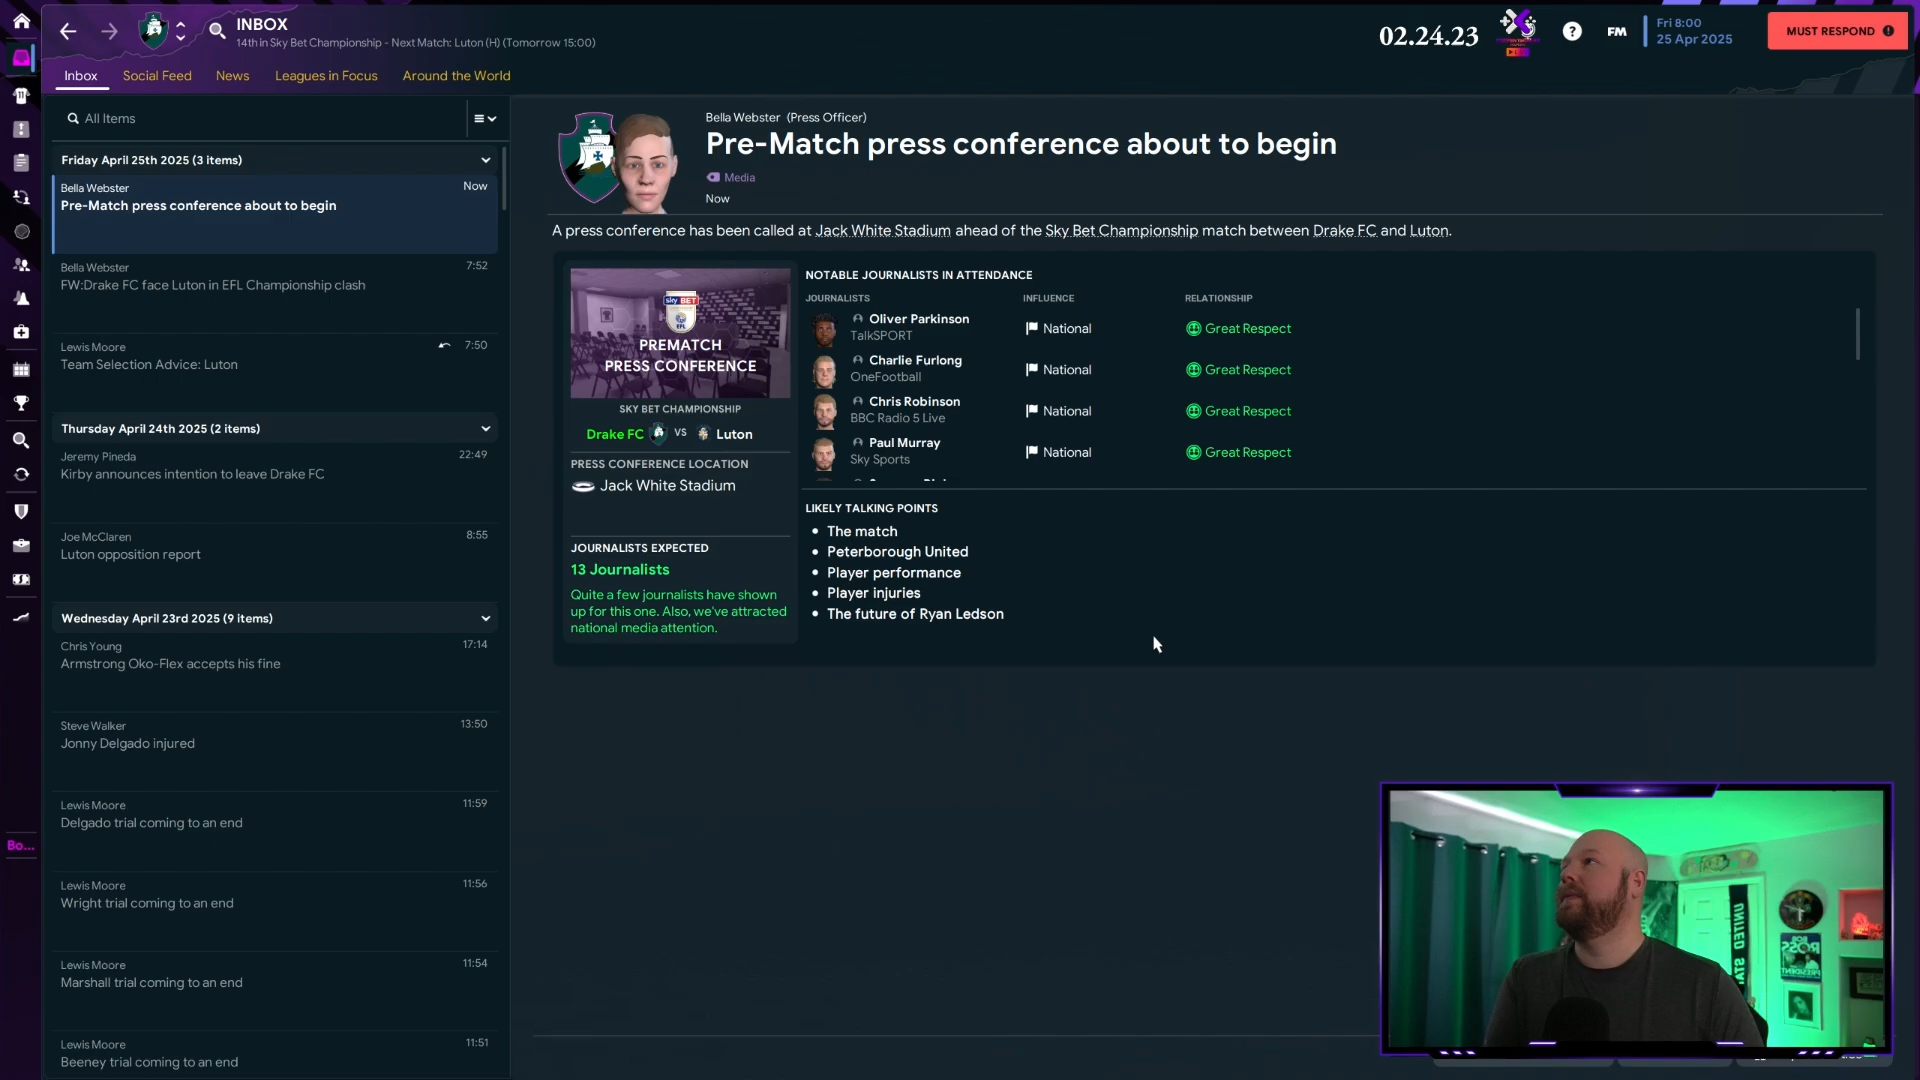 INBOX
14th in Sky Bet Championship - Next Match: Luton (H) (Tomorrow 15:00)
02.24.23
FM
Fri 8:00
25 Apr 2025
MUST RESPOND
Inbox
Social Feed
News
Leagues in Focus
Around the World
All Items
Friday April 25th 2025 (3 items)
Bella Webster
Now
Pre-Match press conference about to begin
Bella Webster
7:52
FW:Drake FC face Luton in EFL Championship clash
Lewis Moore
7:50
Team Selection Advice: Luton
Thursday April 24th 2025 (2 items)
Jeremy Pineda
22:49
Kirby announces intention to leave Drake FC
Joe McClaren
8:55
Luton opposition report
Wednesday April 23rd 2025 (9 items)
Chris Young
17:14
Armstrong Oko-Flex accepts his fine
Steve Walker
13:50
Jonny Delgado injured
Lewis Moore
11:59
Delgado trial coming to an end
Lewis Moore
11:56
Wright trial coming to an end
Lewis Moore
11:54
Marshall trial coming to an end
Lewis Moore
11:51
Beeney trial coming to an end
Bo...
Bella Webster (Press Officer)
Pre-Match press conference about to begin
Media
Now
A press conference has been called at Jack White Stadium ahead of the Sky Bet Championship match between Drake FC and Luton.
sky BET
EFL
PREMATCH
PRESS CONFERENCE
SKY BET CHAMPIONSHIP
Drake FC VS Luton
PRESS CONFERENCE LOCATION
Jack White Stadium
JOURNALISTS EXPECTED
13 Journalists
Quite a few journalists have shown
up for this one. Also, we've attracted
national media attention.
NOTABLE JOURNALISTS IN ATTENDANCE
JOURNALISTS
INFLUENCE
RELATIONSHIP
Oliver Parkinson
TalkSPORT
National
Great Respect
Charlie Furlong
OneFootball
National
Great Respect
Chris Robinson
BBC Radio 5 Live
National
Great Respect
Paul Murray
Sky Sports
National
Great Respect
LIKELY TALKING POINTS
The match
Peterborough United
Player performance
Player injuries
The future of Ryan Ledson
UNITED STA
BOB
ROSS
PRESIDENT